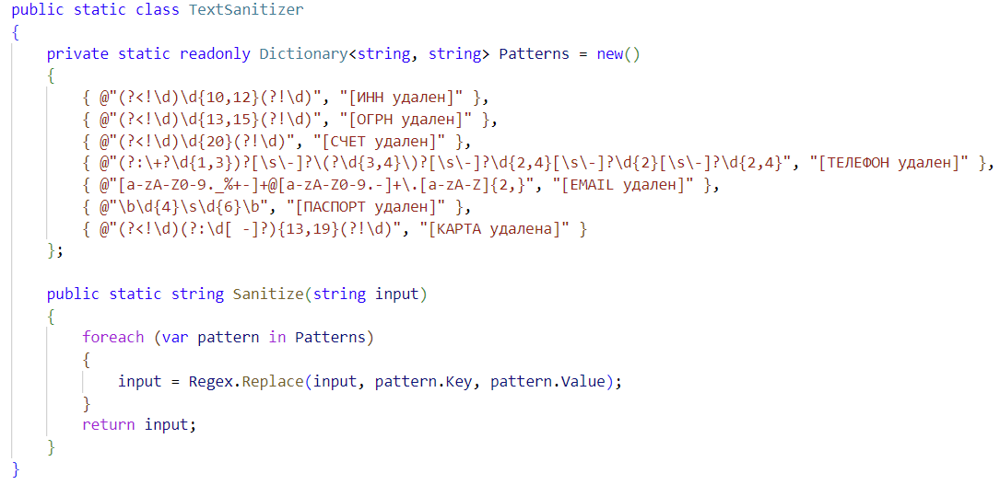 public static class TextSanitizer
{
    private static readonly Dictionary<string, string> Patterns = new()
    {
        { @"(?<!\d)\d{10,12}(?!\d)", "[ИНН удален]" },
        { @"(?<!\d)\d{13,15}(?!\d)", "[ОГРН удален]" },
        { @"(?<!\d)\d{20}(?!\d)", "[СЧЕТ удален]" },
        { @"(?:\+?\d{1,3})?[\s\-]?\(?\d{3,4}\)?[\s\-]?\d{2,4}[\s\-]?\d{2}[\s\-]?\d{2,4}", "[ТЕЛЕФОН удален]" },
        { @"[a-zA-Z0-9._%+-]+@[a-zA-Z0-9.-]+\.[a-zA-Z]{2,}", "[EMAIL удален]" },
        { @"\b\d{4}\s\d{6}\b", "[ПАСПОРТ удален]" },
        { @"(?<!\d)(?:\d[ -]?){13,19}(?!\d)", "[КАРТА удалена]" }
    };

    public static string Sanitize(string input)
    {
        foreach (var pattern in Patterns)
        {
            input = Regex.Replace(input, pattern.Key, pattern.Value);
        }
        return input;
    }
}